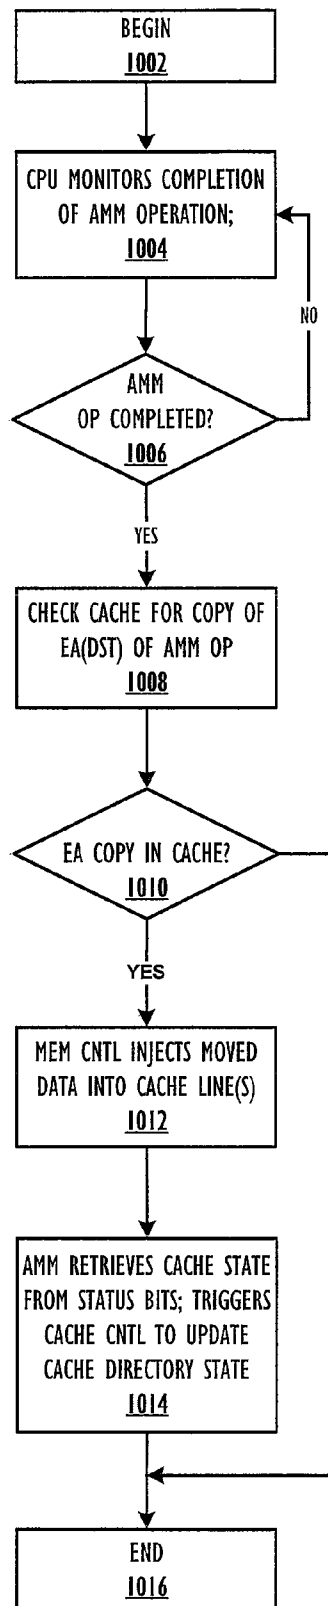 BEGIN
1002
CPU MONITORS COMPLETION
OF AMM OPERATION;
1004
NO
AMM
OP COMPLETED?
1006
YES
CHECK CACHE FOR COPY OF
EA(DST) OF AMM OP
1008
EA COPY IN CACHE?
1010
YES
MEM CNTL INJECTS MOVED
DATA INTO CACHE LINE(S)
1012
AMM RETRIEVES CACHE STATE
FROM STATUS BITS; TRIGGERS
CACHE CNTL TO UPDATE
CACHE DIRECTORY STATE
1014
END
1016